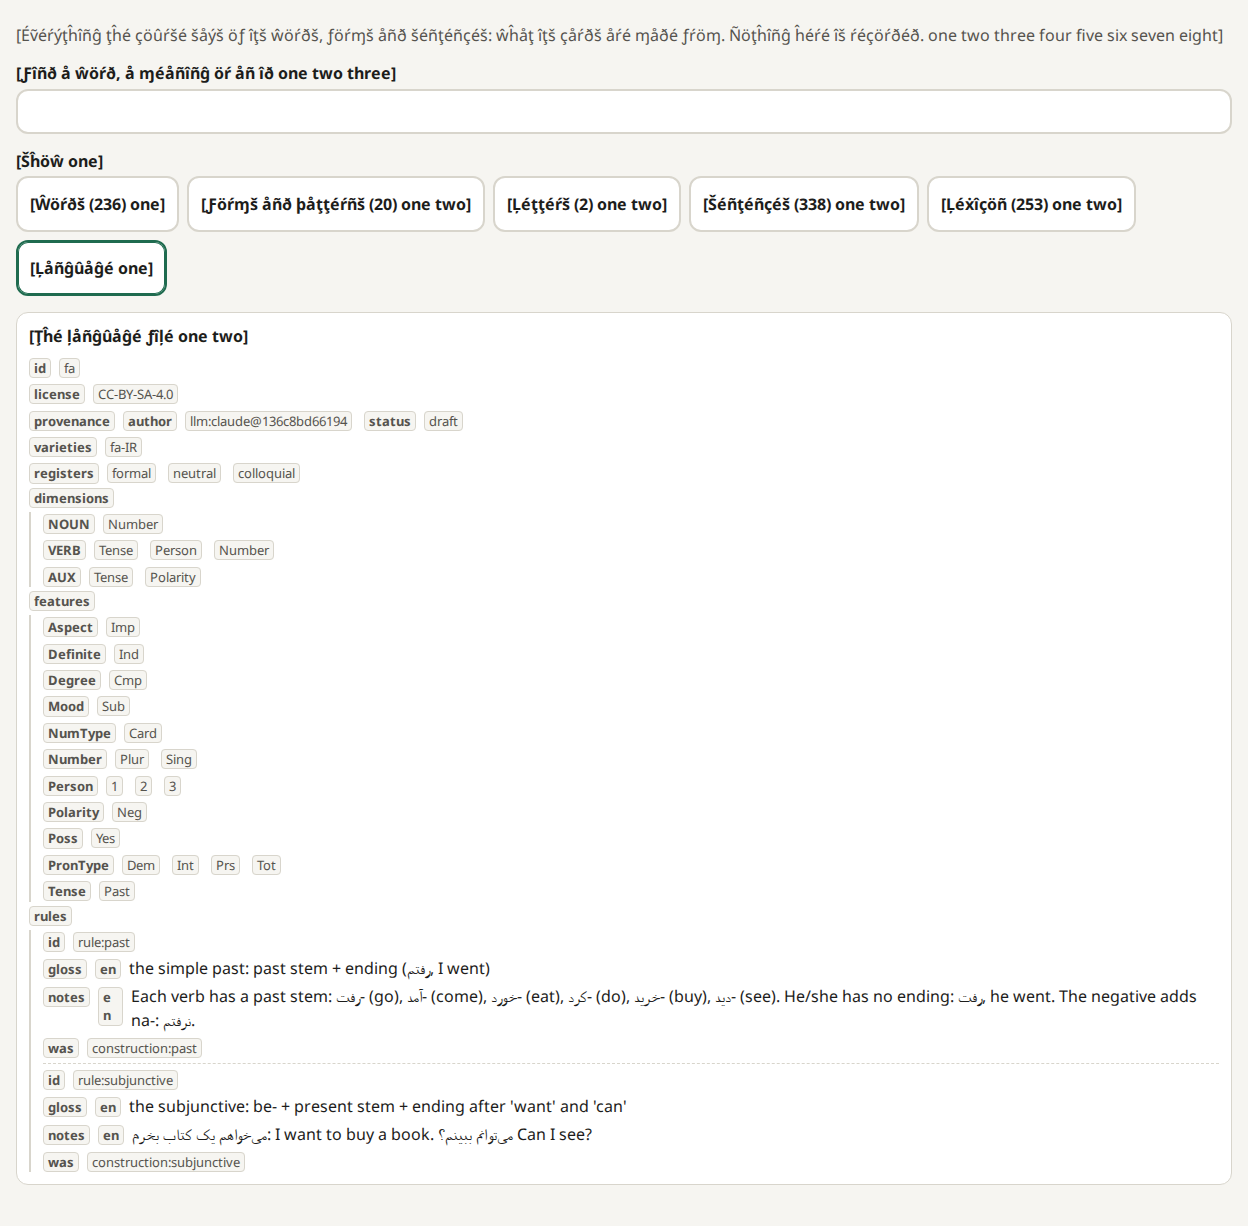 [Éṽéŕýţĥîñĝ ţĥé çöûŕšé šåýš öƒ îţš ŵöŕðš, ƒöŕɱš åñð šéñţéñçéš: ŵĥåţ îţš çåŕðš åŕé ɱåðé ƒŕöɱ. Ñöţĥîñĝ ĥéŕé îš ŕéçöŕðéð. one two three four five six seven eight]
[Ƒîñð å ŵöŕð, å ɱéåñîñĝ öŕ åñ îð one two three]
[Šĥöŵ one]
[Ŵöŕðš (236) one]
[Ƒöŕɱš åñð þåţţéŕñš (20) one two]
[Ļéţţéŕš (2) one two]
[Šéñţéñçéš (338) one two]
[Ļéẋîçöñ (253) one two]
[Ļåñĝûåĝé one]
[Ţĥé ļåñĝûåĝé ƒîļé one two]
id fa
license CC-BY-SA-4.0
provenance author llm:claude@136c8bd66194 status draft
varieties fa-IR
registers formal neutral colloquial
dimensions
NOUN Number
VERB Tense Person Number
AUX Tense Polarity
features
Aspect Imp
Definite Ind
Degree Cmp
Mood Sub
NumType Card
Number Plur Sing
Person 1 2 3
Polarity Neg
Poss Yes
PronType Dem Int Prs Tot
Tense Past
rules
id rule:past
gloss en the simple past: past stem + ending (رفتم, I went)
notes en Each verb has a past stem: رفت- (go), آمد- (come), خورد- (eat), کرد- (do), خرید- (buy), دید- (see). He/she has no ending: رفت, he went. The negative adds
na-: نرفتم.
was construction:past
id rule:subjunctive
gloss en the subjunctive: be- + present stem + ending after 'want' and 'can'
notes en می‌خواهم یک کتاب بخرم: I want to buy a book. می‌توانم ببینم؟ Can I see?
was construction:subjunctive